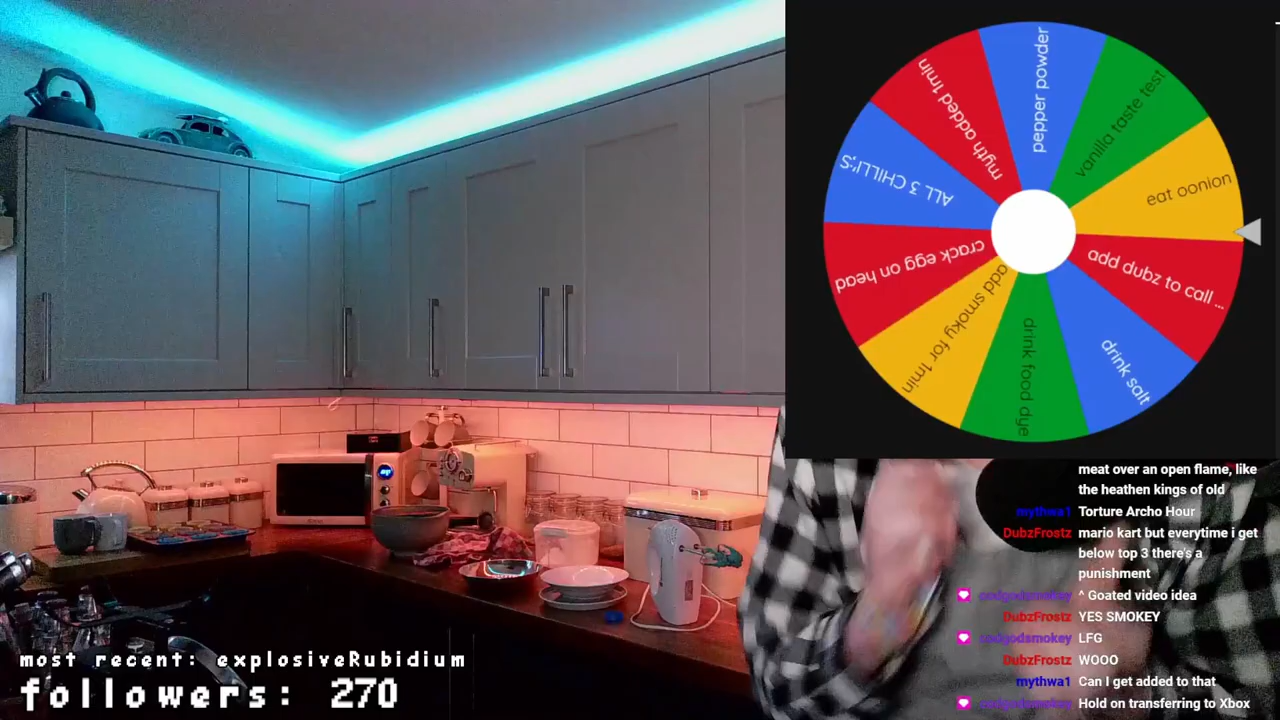 pepper powder
vanilla taste test
eat oonion
add dubz to call ...
drink salt
drink food dye
add smoky for 1min
crack egg on head
ALL 3 CHILLI'S
myth added 1min
meat over an open flame, like
the heathen kings of old
mythwa1 Torture Archo Hour
DubzFrostz mario kart but everytime i get
below top 3 there's a
punishment
codgodsmokey ^ Goated video idea
DubzFrostz YES SMOKEY
codgodsmokey LFG
DubzFrostz WOOO
mythwa1 Can I get added to that
codgodsmokey Hold on transferring to Xbox
most recent: explosiveRubidium
followers: 270